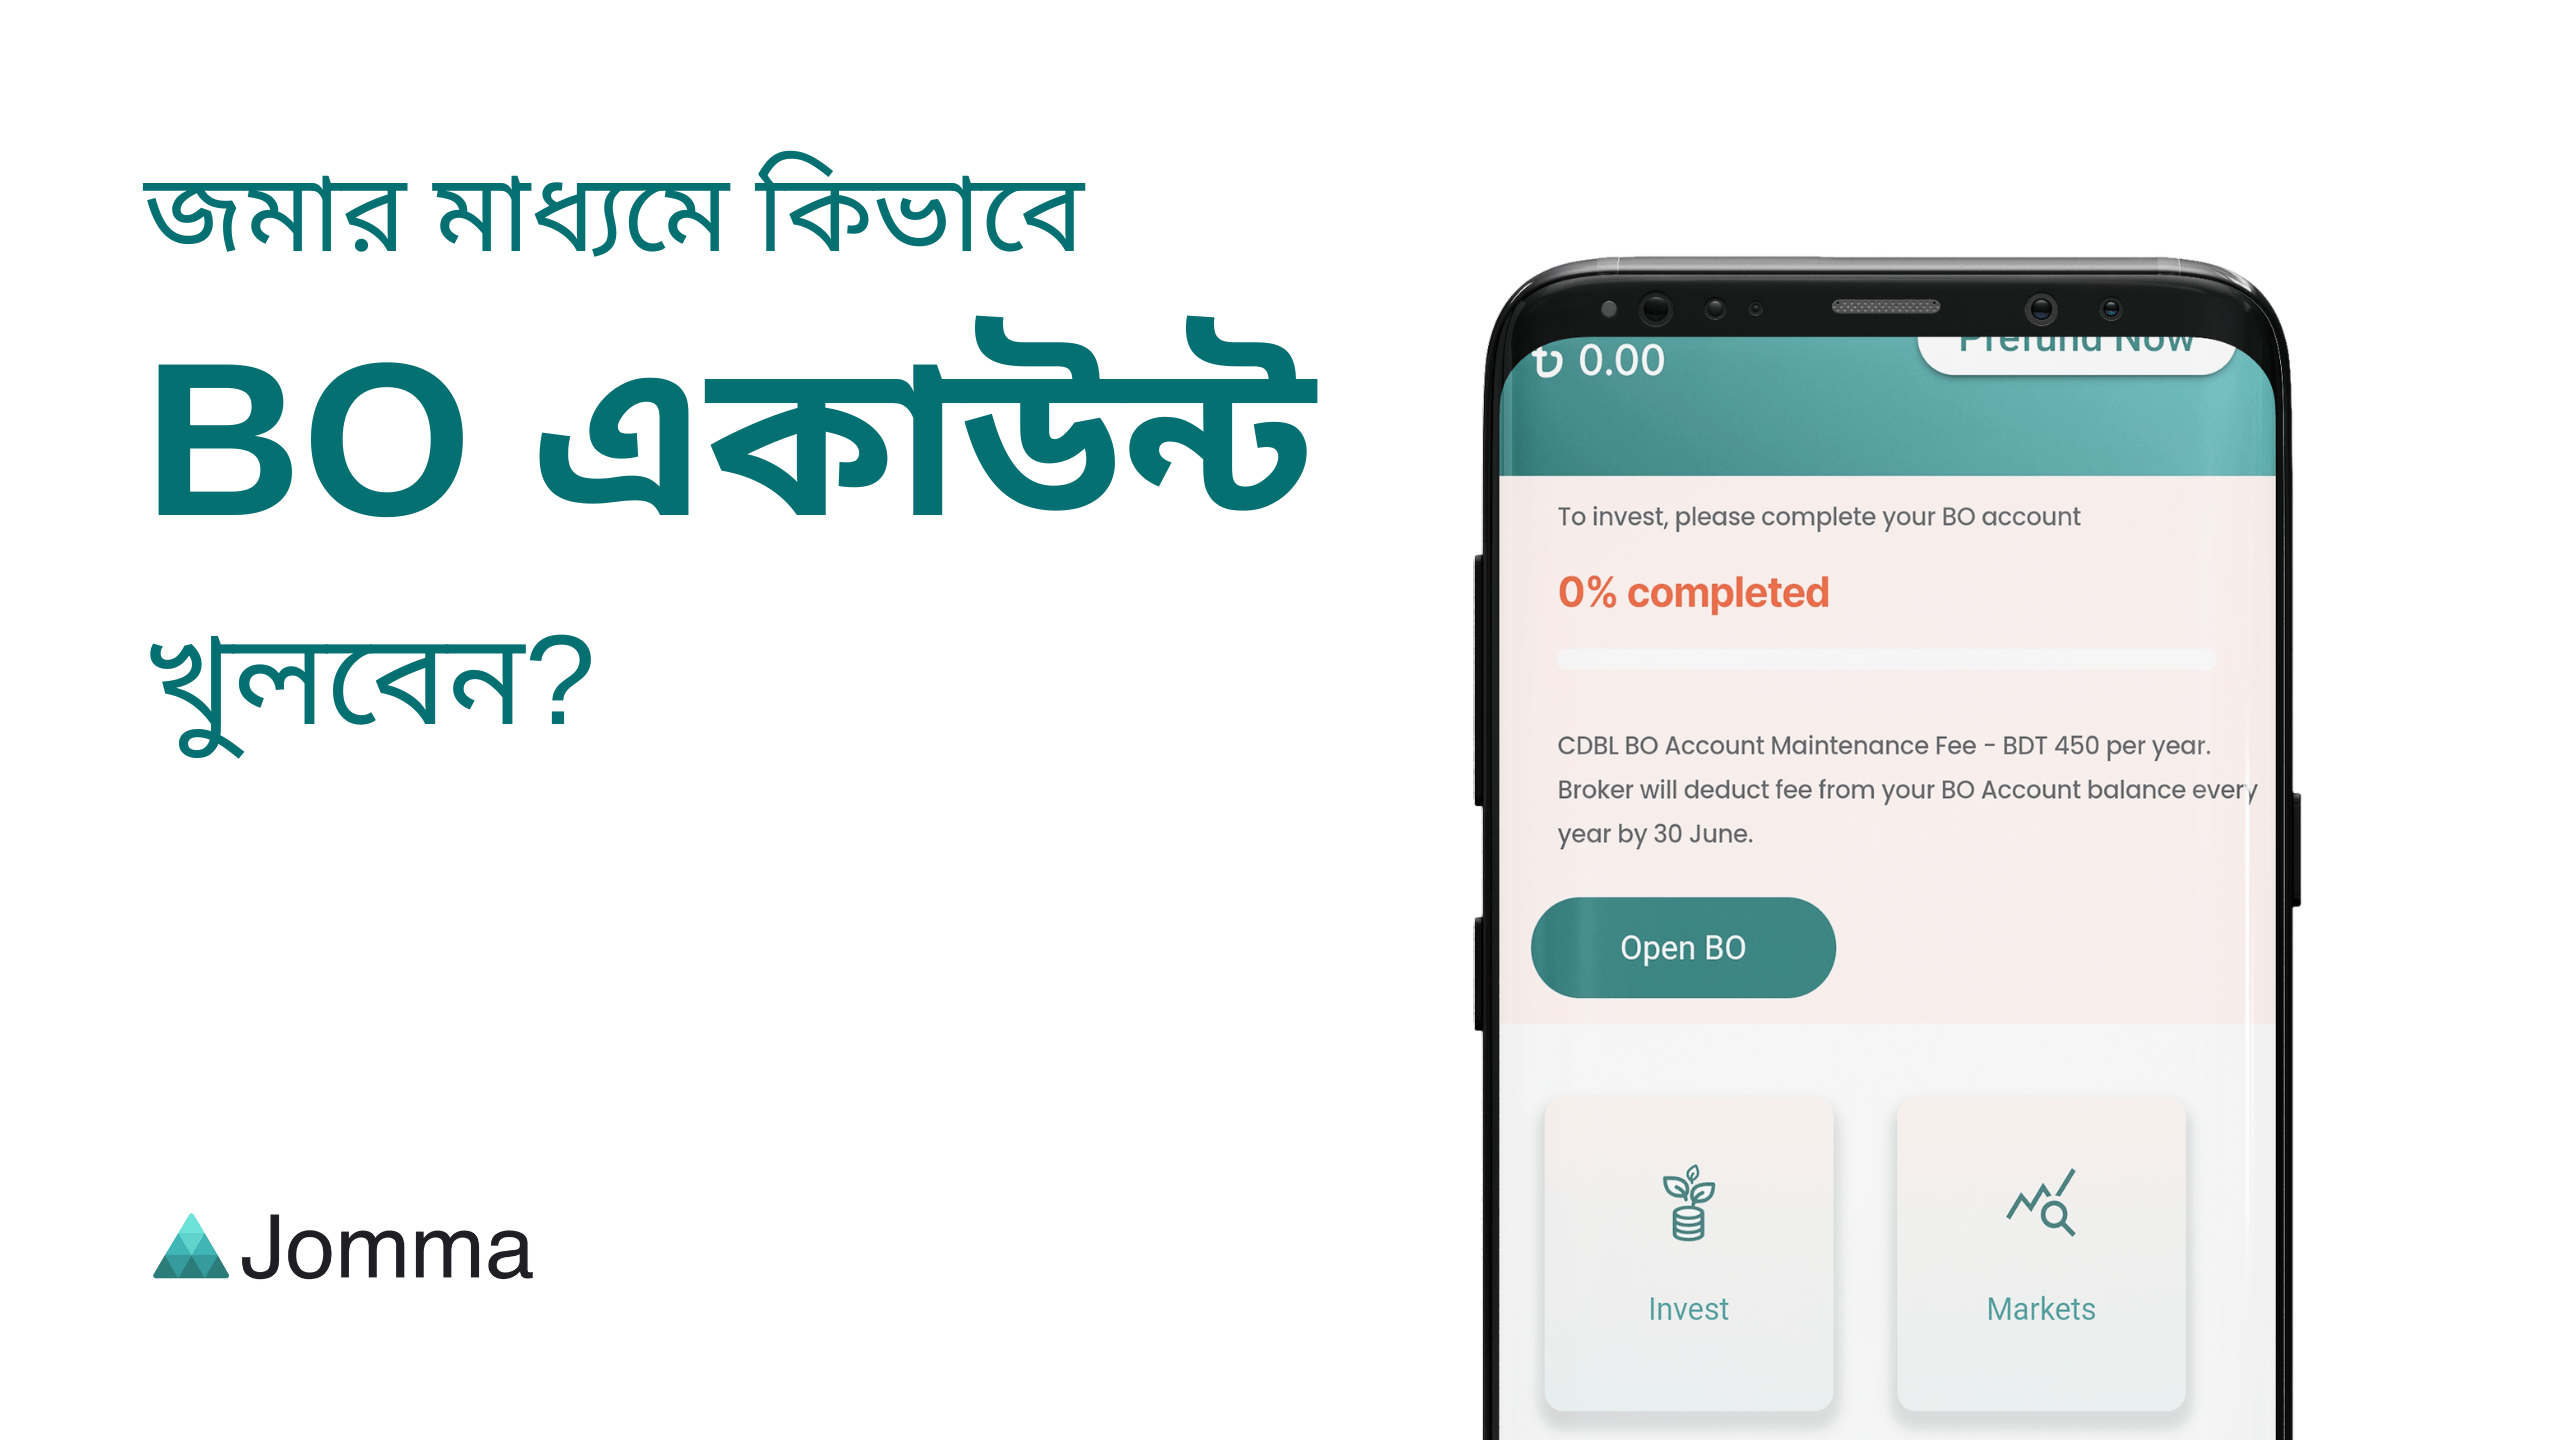 জমার মাধ্যমে কিভাবে
BO একাউন্ট
খুলবেন?
Jomma
৳ 0.00
Prefund Now
To invest, please complete your BO account
0% completed
CDBL BO Account Maintenance Fee - BDT 450 per year.
Broker will deduct fee from your BO Account balance every
year by 30 June.
Open BO
Invest
Markets